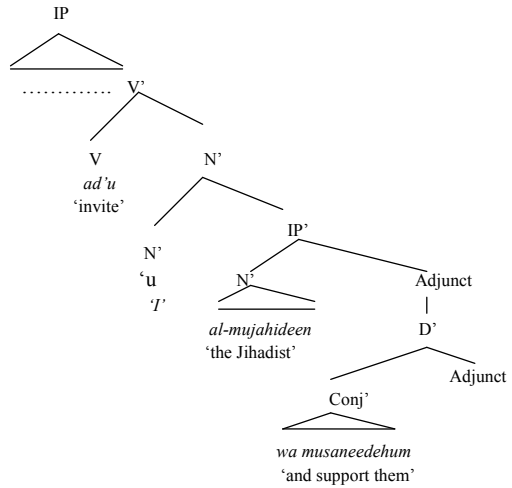 IP
............. V’
V N’
ad’u
‘invite’
IP’
N’
‘u N’ Adjunct
‘I’
al-mujahideen D’
‘the Jihadist’
Adjunct
Conj’
wa musaneedehum
‘and support them’